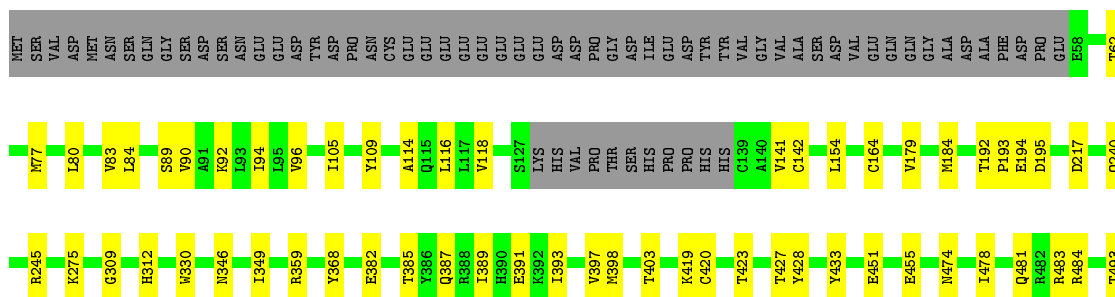 MET SER VAL ASP MET ASN SER GLN GLY SER ASP SER ASN GLU GLU ASP TYR ASP PRO ASN CYS GLU GLU GLU GLU GLU GLU GLU GLU ASP ASP PRO GLY ASP ILE GLU ASP TYR TYR VAL GLY VAL ALA SER ASP VAL GLU GLN GLN GLY ALA ASP ALA PHE ASP PRO GLU E58 T62
M77 L80 V83 L84 S89 V90 A91 K92 L93 I94 L95 V96 I105 Y109 A114 Q115 L116 L117 V118 S127 LYS HIS VAL PRO THR SER HIS PRO PRO HIS HIS C139 A140 V141 C142 L154 C164 V179 M184 T192 P193 E194 D195 D217
R245 K275 G309 H312 W330 N346 I349 R359 Y368 E382 T385 Y386 Q387 R388 I389 H390 E391 K392 I393 V397 M398 T403 K419 C420 T423 T427 Y428 Y433 E451 E455 N474 I478 Q481 R482 R483 R484